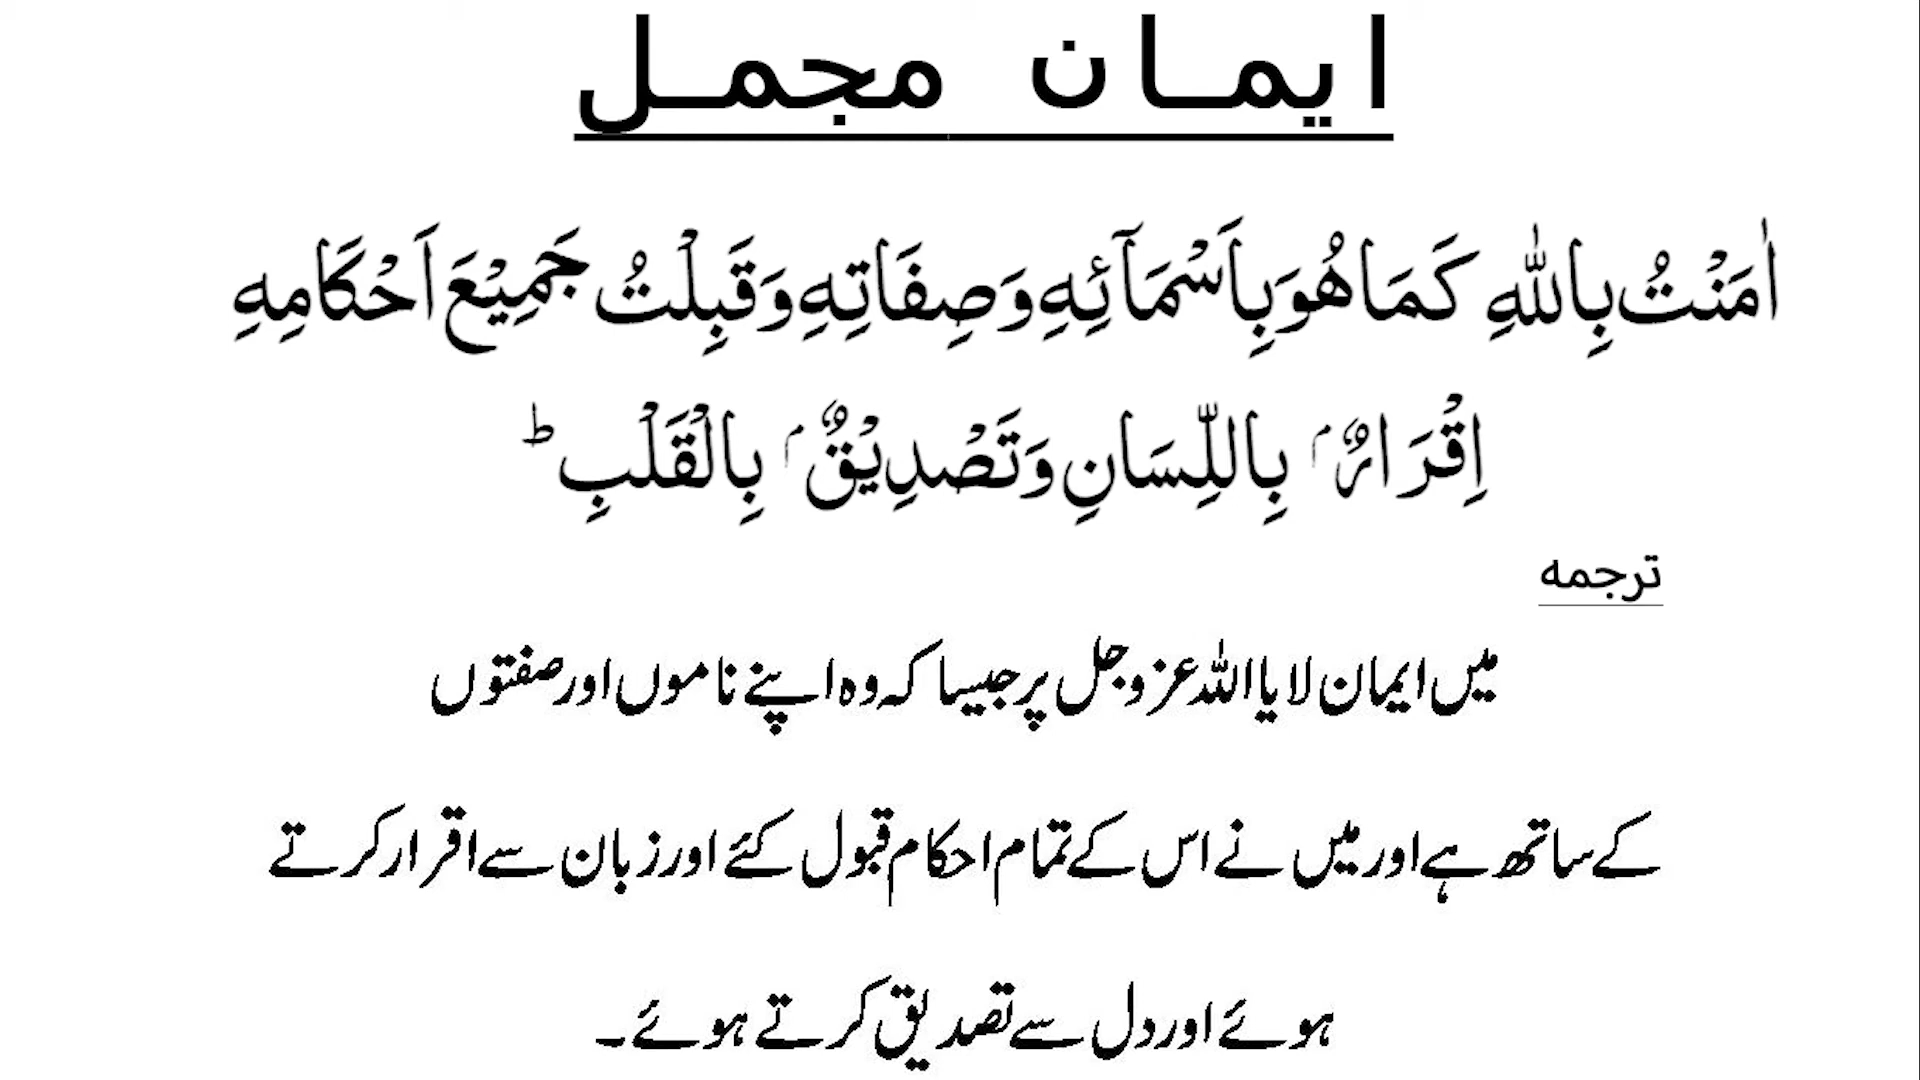 ایمان مجمل
اٰمَنْتُ بِاللّٰهِ كَمَا هُوَ بِاَسْمَآئِهٖ وَصِفَاتِهٖ وَقَبِلْتُ جَمِيْعَ اَحْكَامِهٖ
اِقْرَارٌۢ بِاللِّسَانِ وَتَصْدِيْقٌۢ بِالْقَلْبِ ؕ
ترجمه
میں ایمان لایا اللہ عزوجل پر جیسا کہ وہ اپنے ناموں اور صفتوں
کے ساتھ ہے اور میں نے اس کے تمام احکام قبول کئے اور زبان سے اقرار کرتے
ہوئے اور دل سے تصدیق کرتے ہوئے۔